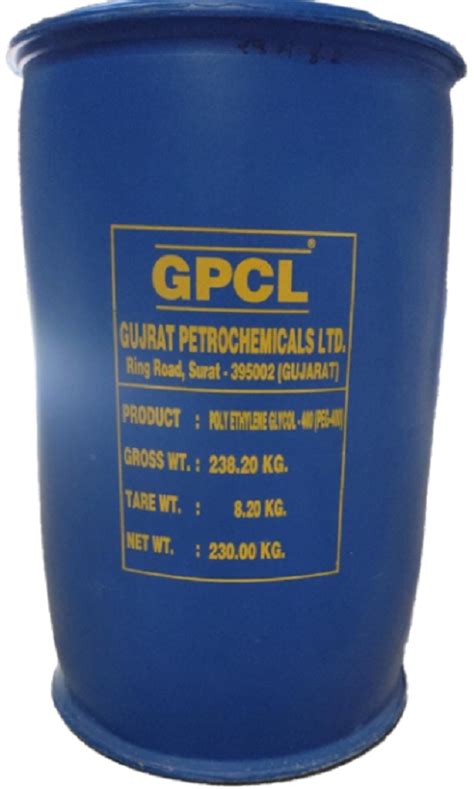 GPCL®
GUJRAT PETROCHEMICALS LTD.
Ring Road, Surat - 395002 (GUJARAT)
PRODUCT : POLY ETHYLENE GLYCOL - 400 (PEG-400)
GROSS WT. : 238.20 KG.
TARE WT. : 8.20 KG.
NET WT. : 230.00 KG.